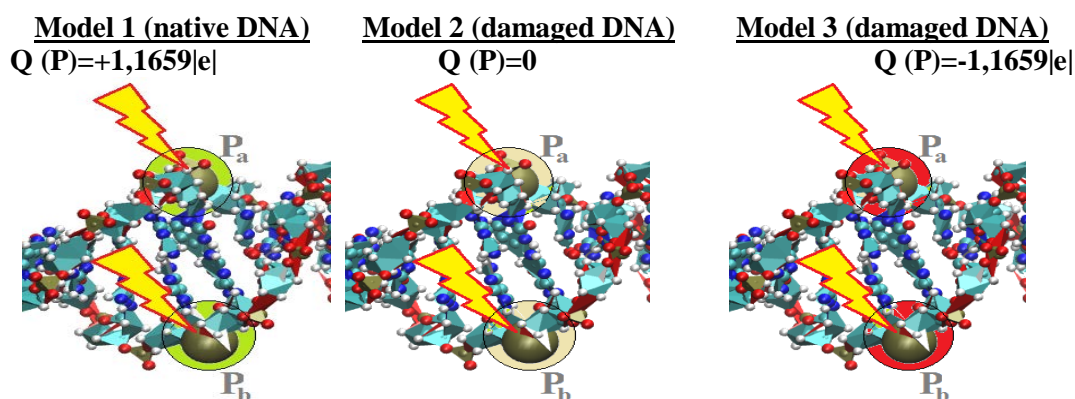 Model 1 (native DNA) Model 2 (damaged DNA) Model 3 (damaged DNA)
Q (P)=+1,1659|e| Q (P)=0 Q (P)=-1,1659|e|
Pa Pa Pa
Pb Pb Pb